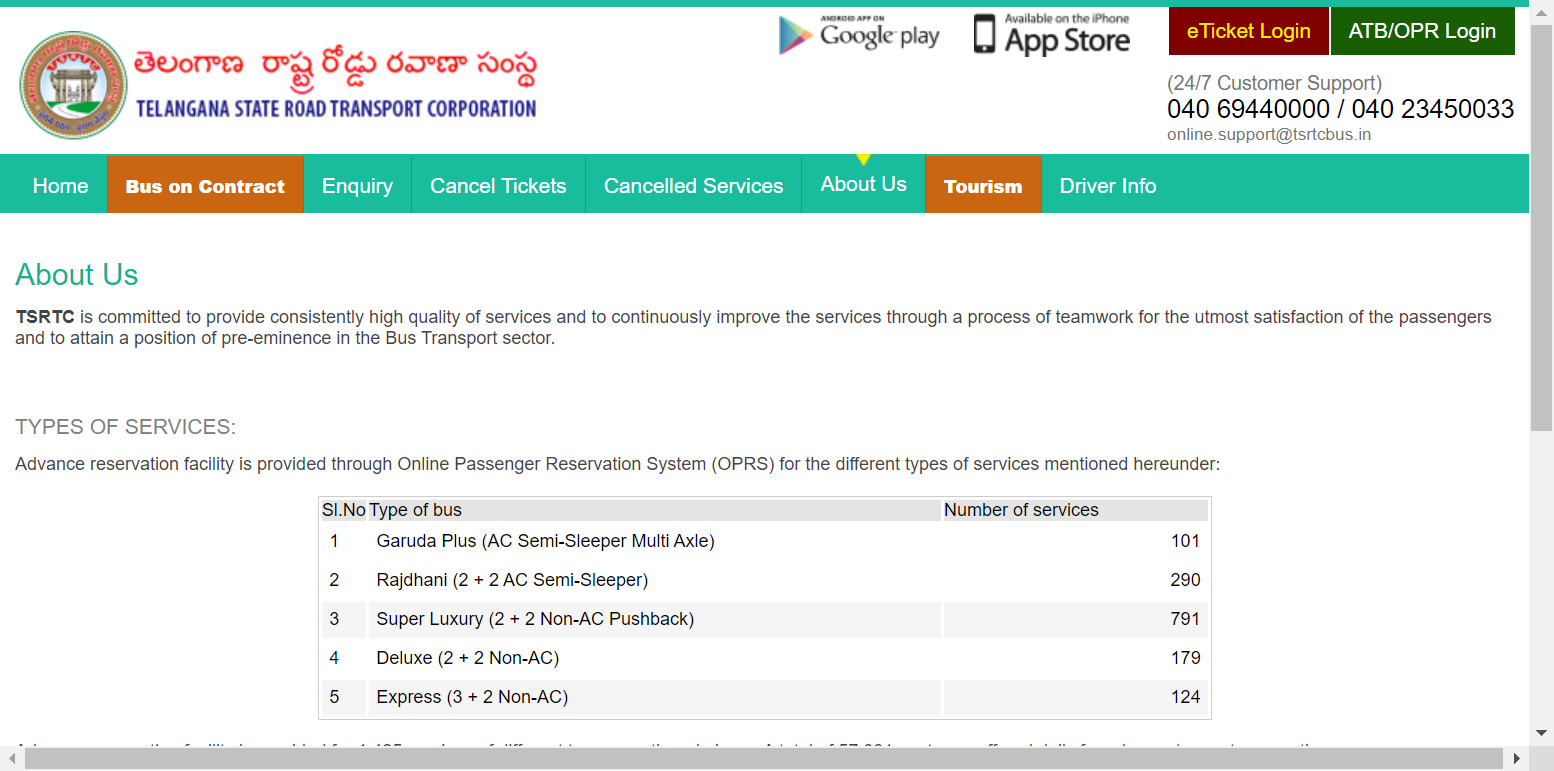 ANDROID APP ON
Google play
Available on the iPhone
App Store
eTicket Login
ATB/OPR Login
తెలంగాణ రాష్ట్ర రోడ్డు రవాణా సంస్థ
TELANGANA STATE ROAD TRANSPORT CORPORATION
(24/7 Customer Support)
040 69440000 / 040 23450033
online.support@tsrtcbus.in
Home Bus on Contract Enquiry Cancel Tickets Cancelled Services About Us Tourism Driver Info
About Us
TSRTC is committed to provide consistently high quality of services and to continuously improve the services through a process of teamwork for the utmost satisfaction of the passengers
and to attain a position of pre-eminence in the Bus Transport sector.
TYPES OF SERVICES:
Advance reservation facility is provided through Online Passenger Reservation System (OPRS) for the different types of services mentioned hereunder:
Sl.No Type of bus Number of services
1 Garuda Plus (AC Semi-Sleeper Multi Axle) 101
2 Rajdhani (2 + 2 AC Semi-Sleeper) 290
3 Super Luxury (2 + 2 Non-AC Pushback) 791
4 Deluxe (2 + 2 Non-AC) 179
5 Express (3 + 2 Non-AC) 124